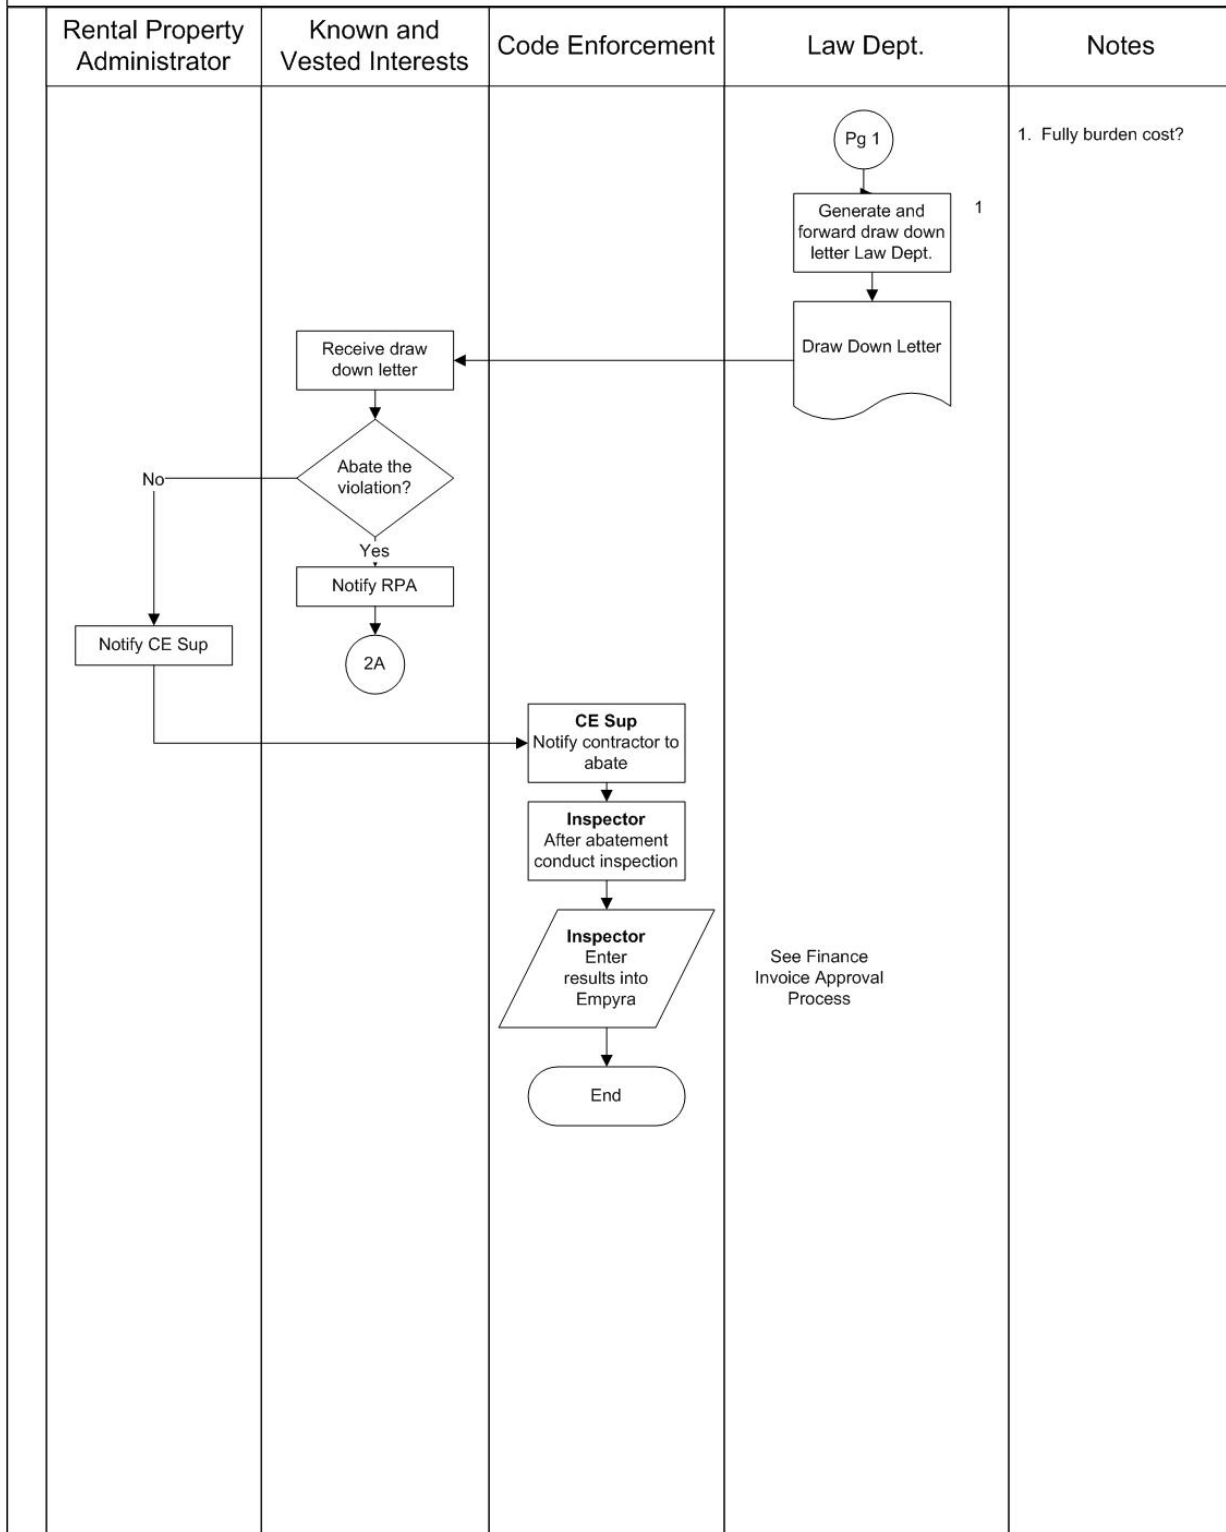 Rental Property
Administrator
Known and
Vested Interests
Code Enforcement
Law Dept.
Notes
Pg 1
1. Fully burden cost?
Generate and
forward draw down
letter Law Dept.
1
Draw Down Letter
Receive draw
down letter
Abate the
violation?
No
Yes
Notify RPA
Notify CE Sup
2A
CE Sup
Notify contractor to
abate
Inspector
After abatement
conduct inspection
Inspector
Enter
results into
Empyra
See Finance
Invoice Approval
Process
End